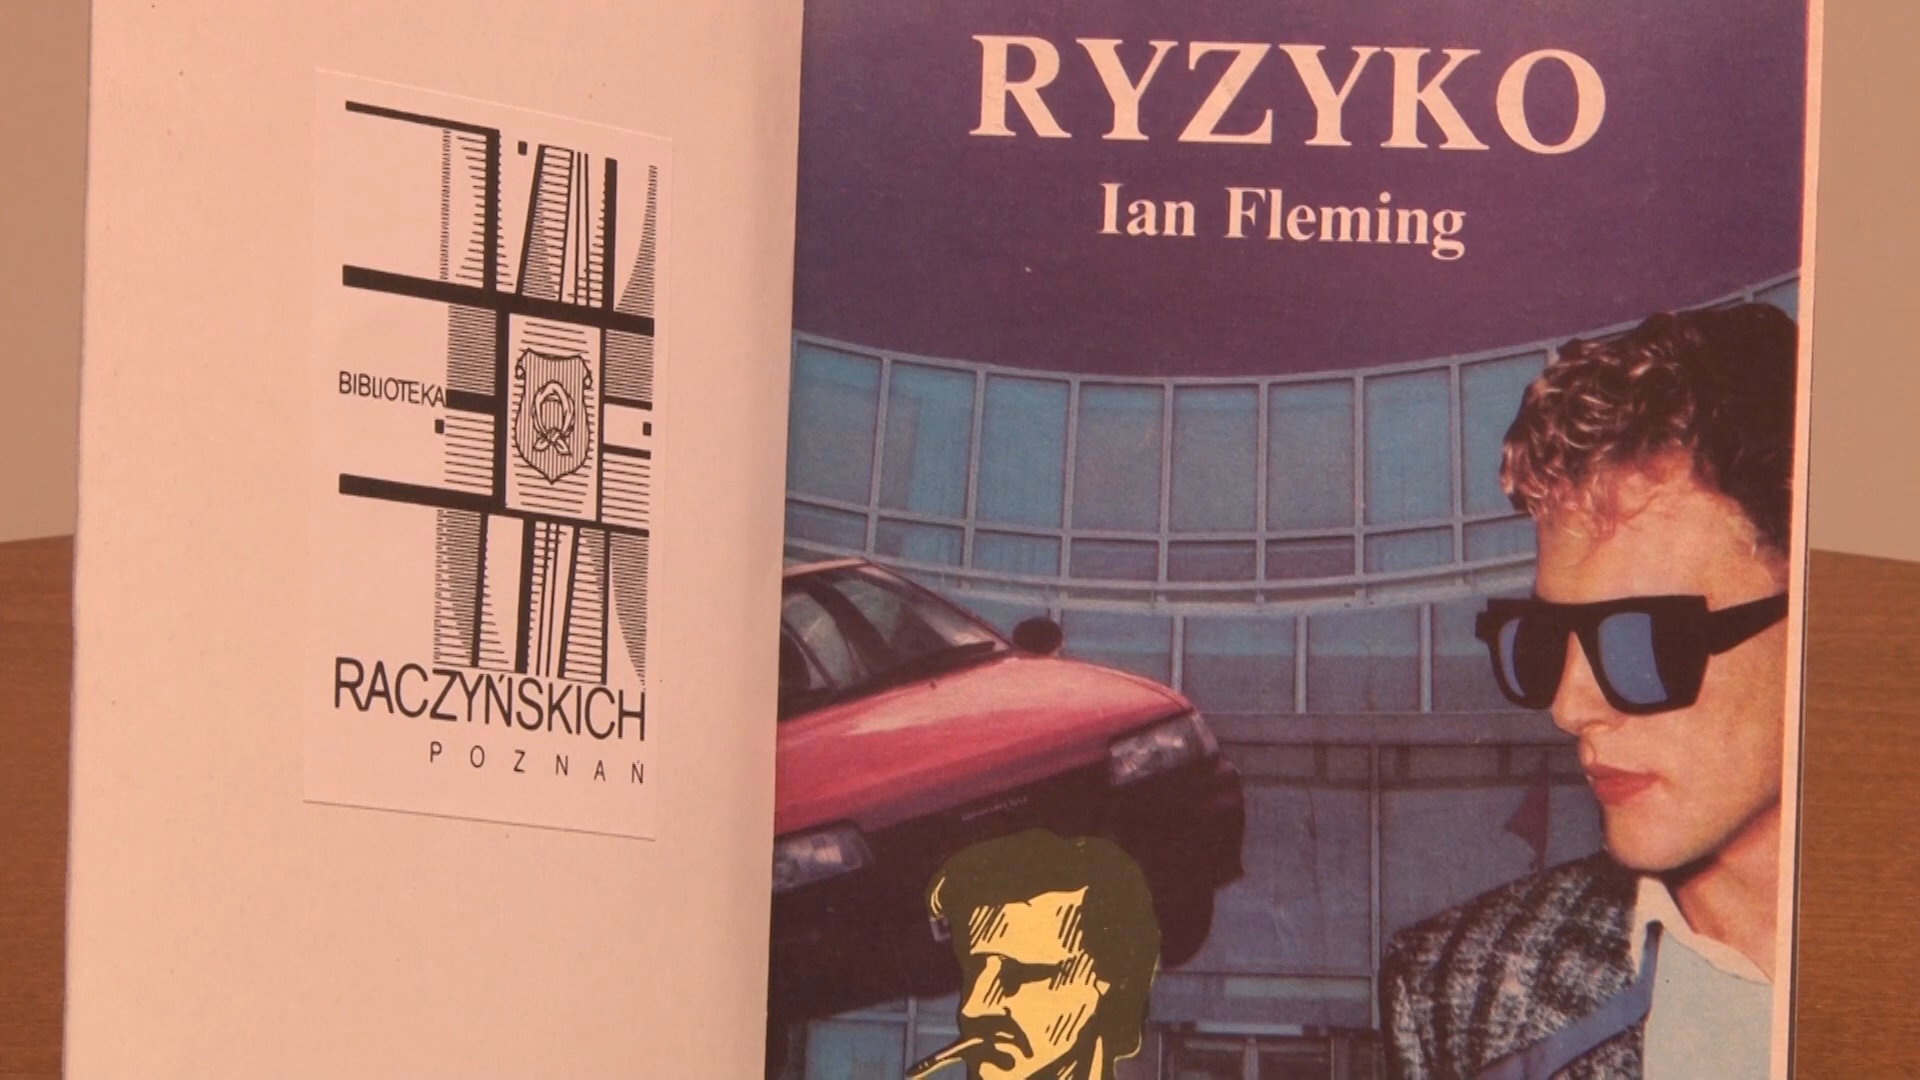 BIBLIOTEKA
RACZYŃSKICH
POZNAŃ
RYZYKO
Ian Fleming